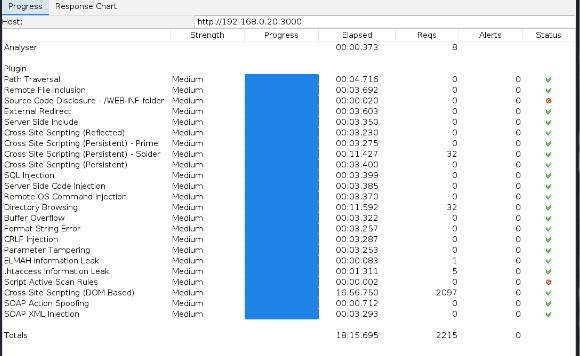 Progress Response Chart
Host: http://192.168.0.20:3000
Strength Progress Elapsed Reqs Alerts Status
Analyser 00:00.373 8
Plugin
Path Traversal Medium 00:04.716 0 0
Remote File Inclusion Medium 00:03.692 0 0
Source Code Disclosure - /WEB-INF folder Medium 00:00.020 0 0
External Redirect Medium 00:03.603 0 0
Server Side Include Medium 00:03.350 0 0
Cross Site Scripting (Reflected) Medium 00:03.230 0 0
Cross Site Scripting (Persistent) - Prime Medium 00:03.275 0 0
Cross Site Scripting (Persistent) - Spider Medium 00:11.427 32 0
Cross Site Scripting (Persistent) Medium 00:03.400 0 0
SQL Injection Medium 00:03.399 0 0
Server Side Code Injection Medium 00:03.385 0 0
Remote OS Command Injection Medium 00:03.370 0 0
Directory Browsing Medium 00:11.592 32 0
Buffer Overflow Medium 00:03.322 0 0
Format String Error Medium 00:03.257 0 0
CRLF Injection Medium 00:03.287 0 0
Parameter Tampering Medium 00:03.253 0 0
ELMAH Information Leak Medium 00:00.083 1 0
.htaccess Information Leak Medium 00:01.311 5 0
Script Active Scan Rules Medium 00:00.002 0 0
Cross Site Scripting (DOM Based) Medium 16:56.750 2097 0
SOAP Action Spoofing Medium 00:00.712 0 0
SOAP XML Injection Medium 00:03.293 0 0
Totals 18:15.695 2215 0